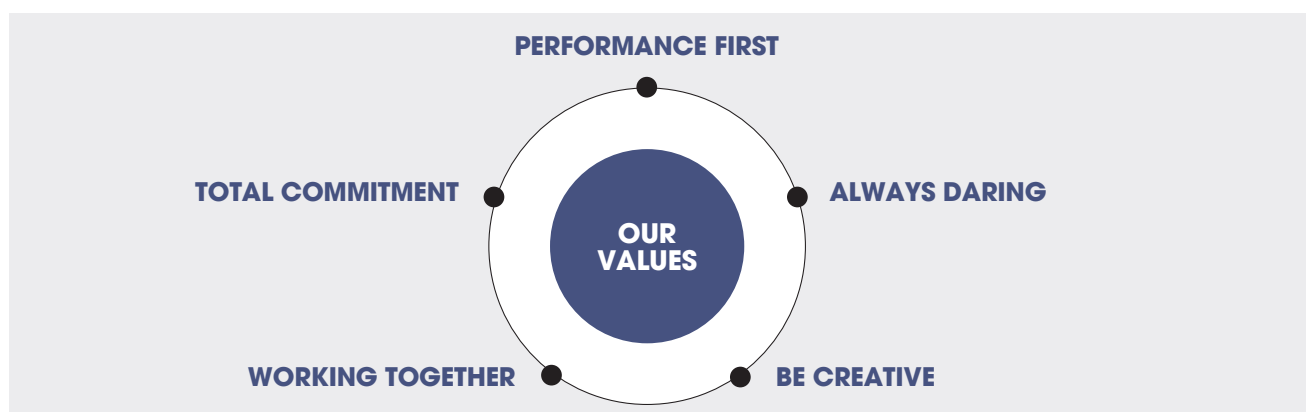 PERFORMANCE FIRST
TOTAL COMMITMENT
ALWAYS DARING
OUR
VALUES
WORKING TOGETHER
BE CREATIVE